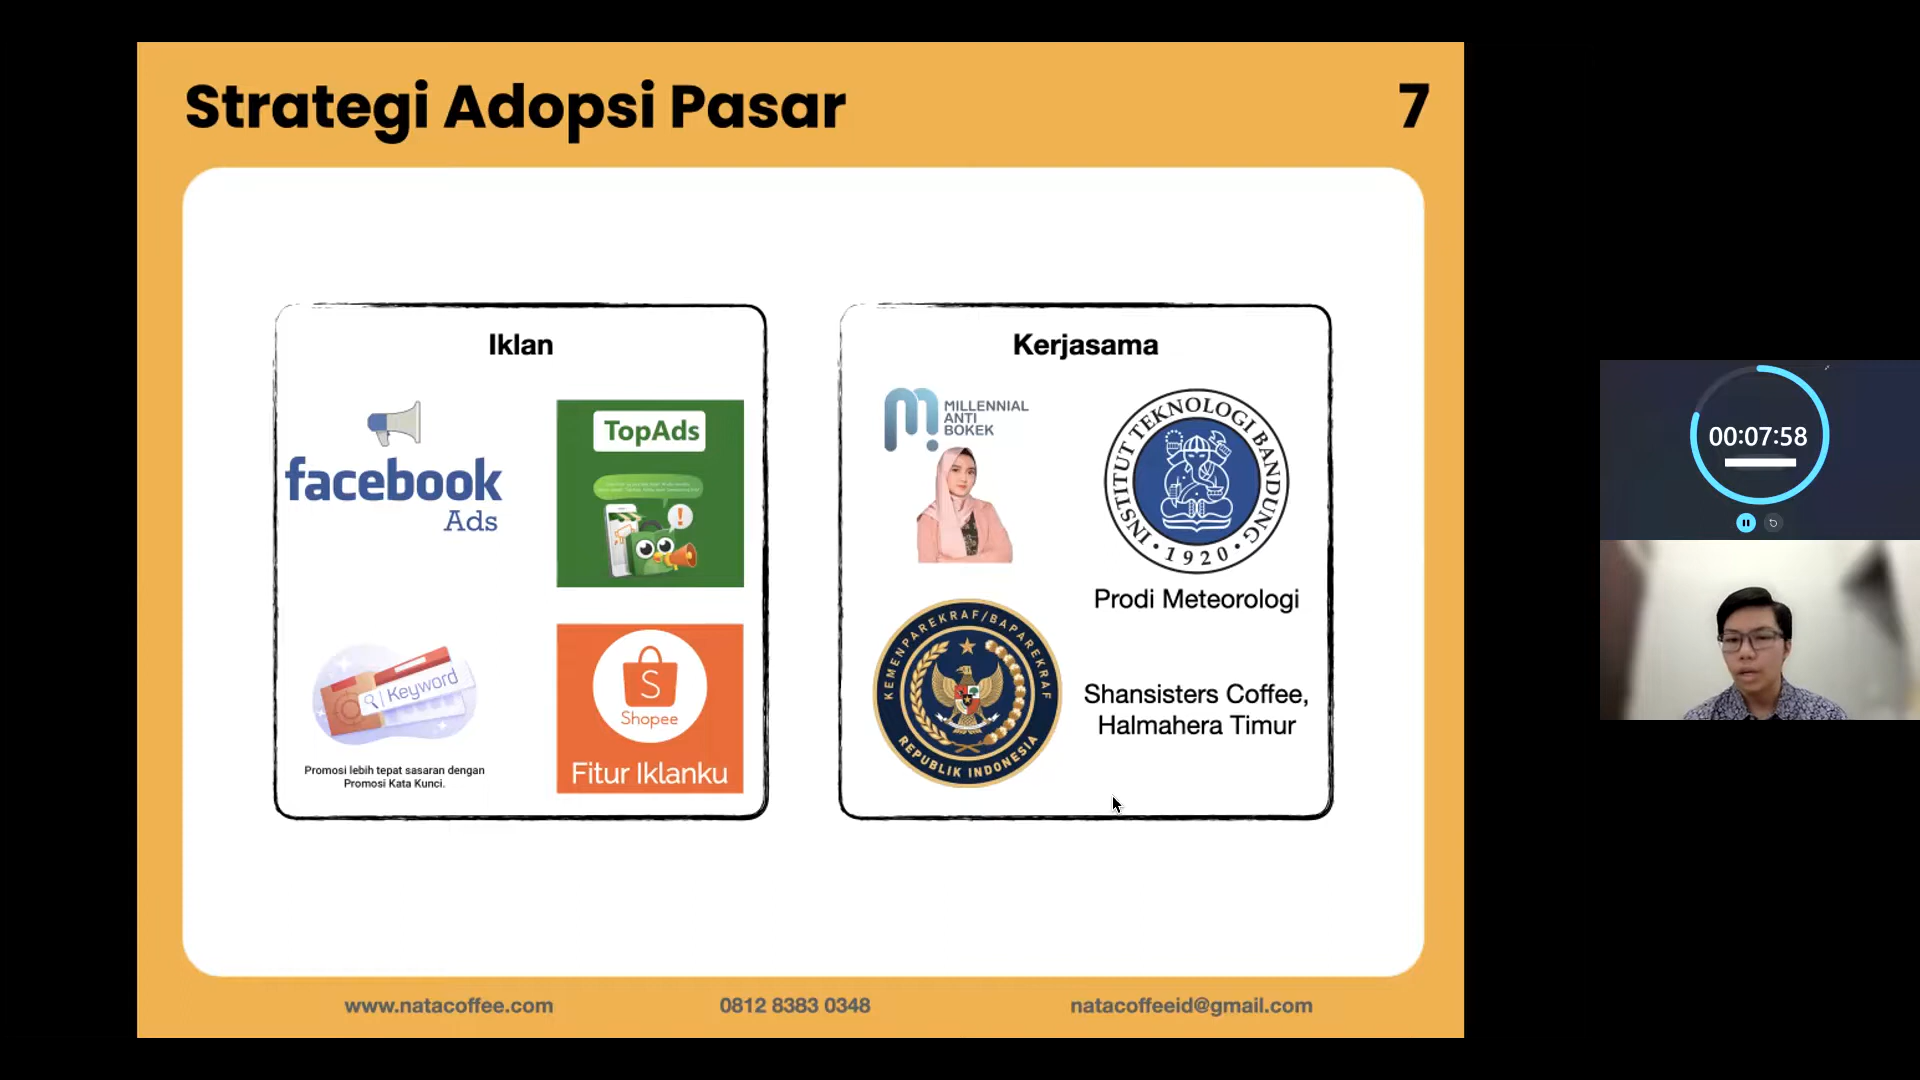 Strategi Adopsi Pasar
7
Iklan
facebook
Ads
TopAds
Keyword
Promosi lebih tepat sasaran dengan
Promosi Kata Kunci.
S
Shopee
Fitur Iklanku
Kerjasama
MILLENNIAL
ANTI
BOKEK
INSTITUT TEKNOLOGI BANDUNG
• 1920 •
Prodi Meteorologi
KEMENPAREKRAF/BAPAREKRAF
REPUBLIK INDONESIA
Shansisters Coffee,
Halmahera Timur
www.natacoffee.com
0812 8383 0348
natacoffeeid@gmail.com
00:07:58